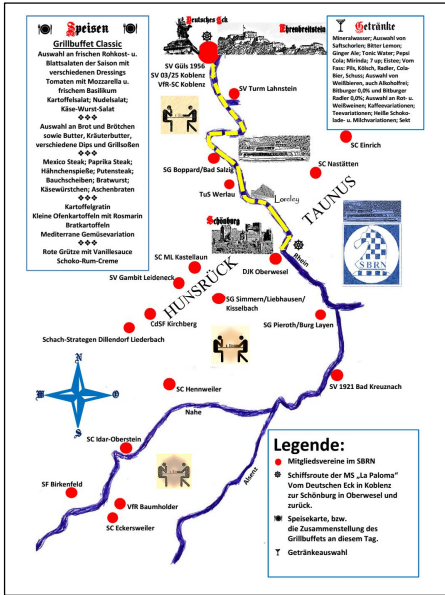 Speisen
Grillbuffet Classic
Auswahl an frischen Rohkost- u.
Blattsalaten der Saison mit
verschiedenen Dressings
Tomaten mit Mozzarella u.
frischem Basilikum
Kartoffelsalat; Nudelsalat;
Käse-Wurst-Salat
Auswahl an Brot und Brötchen
sowie Butter, Kräuterbutter,
verschiedene Dips und Grillsoßen
Mexiko Steak; Paprika Steak;
Hähnchenspieße; Putensteak;
Bauchscheiben; Bratwurst;
Käsewürstchen; Aschenbraten
Kartoffelgratin
Kleine Ofenkartoffeln mit Rosmarin
Bratkartoffeln
Mediterrane Gemüsevariation
Rote Grütze mit Vanillesauce
Schoko-Rum-Creme
Deutsches Eck
Ehrenbreitstein
Getränke
Mineralwasser; Auswahl von
Saftschorlen; Bitter Lemon;
Ginger Ale; Tonic Water; Pepsi
Cola; Mirinda; 7 up; Eistee; Vom
Fass: Pils, Kölsch, Radler, Cola-
Bier, Schuss; Auswahl von
Weißbieren, auch Alkoholfrei;
Bitburger 0,0% und Bitburger
Radler 0,0%; Auswahl an Rot- u.
Weißweinen; Kaffeevariationen;
Teevariationen; Heiße Schoko-
lade- u. Milchvariationen; Sekt
SV Güls 1956
SV 03/25 Koblenz
VfR-SC Koblenz
SV Turm Lahnstein
SC Einrich
SG Boppard/Bad Salzig
SC Nastätten
TuS Werlau
Loreley
TAUNUS
Schönburg
SBRN
SC ML Kastellaun
DJK Oberwesel
Rhein
SV Gambit Leideneck
HUNSRÜCK
SG Simmern/Liebhausen/
Kisselbach
CdSF Kirchberg
SG Pieroth/Burg Layen
Schach-Strategen Dillendorf Liederbach
SV 1921 Bad Kreuznach
SC Hennweiler
N
W
O
S
Nahe
SC Idar-Oberstein
Alsenz
SF Birkenfeld
VfR Baumholder
SC Eckersweiler
Legende:
Mitgliedsvereine im SBRN
Schiffsroute der MS „La Paloma"
Vom Deutschen Eck in Koblenz
zur Schönburg in Oberwesel und
zurück.
Speisekarte, bzw.
die Zusammenstellung des
Grillbuffets an diesem Tag.
Getränkeauswahl